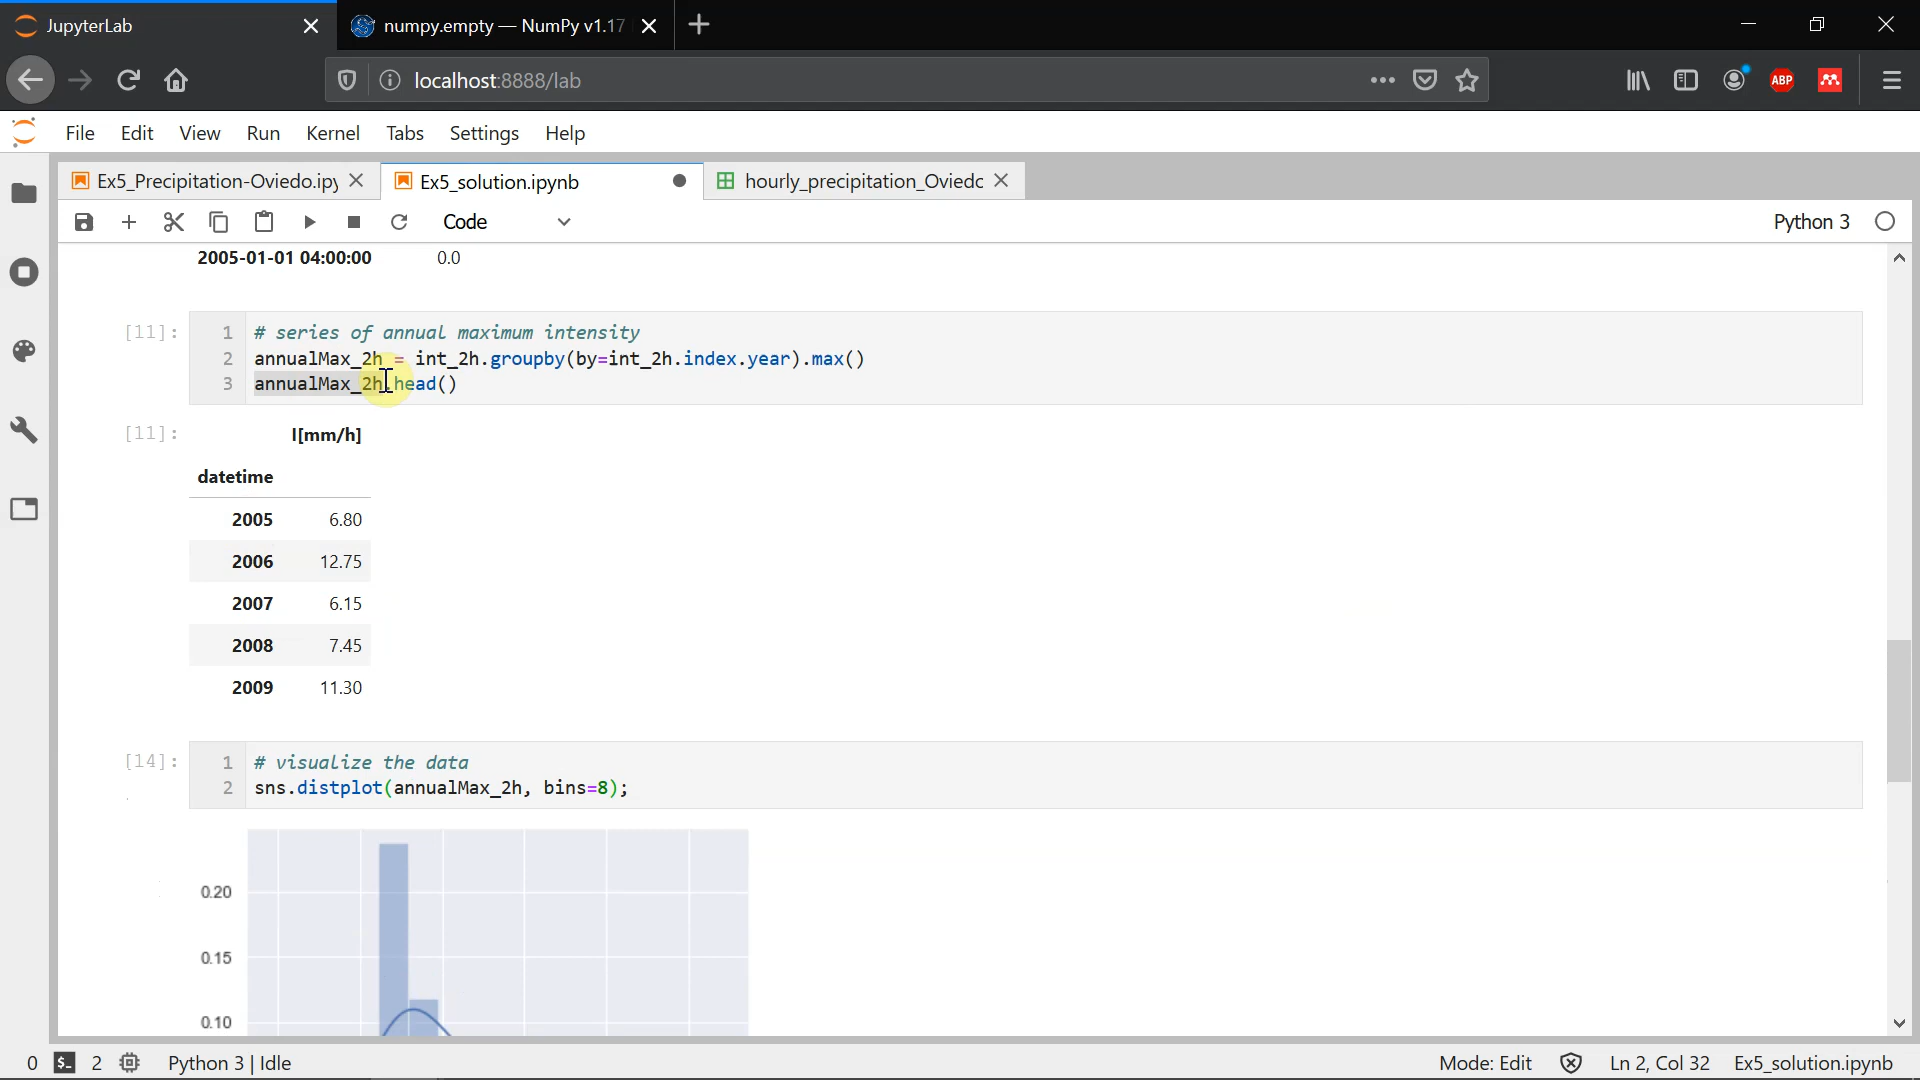 JupyterLab
numpy.empty — NumPy v1.17
localhost:8888/lab
ABP
File Edit View Run Kernel Tabs Settings Help
Ex5_Precipitation-Oviedo.ipy
Ex5_solution.ipynb
hourly_precipitation_Oviedo
Code
Python 3
2005-01-01 04:00:00 0.0
[11]:
1 # series of annual maximum intensity
2 annualMax_2h = int_2h.groupby(by=int_2h.index.year).max()
3 annualMax_2h.head()
[11]: I[mm/h]
datetime
2005 6.80
2006 12.75
2007 6.15
2008 7.45
2009 11.30
[14]:
1 # visualize the data
2 sns.distplot(annualMax_2h, bins=8);
0.20
0.15
0.10
0 $_ 2 Python 3 | Idle
Mode: Edit Ln 2, Col 32 Ex5_solution.ipynb